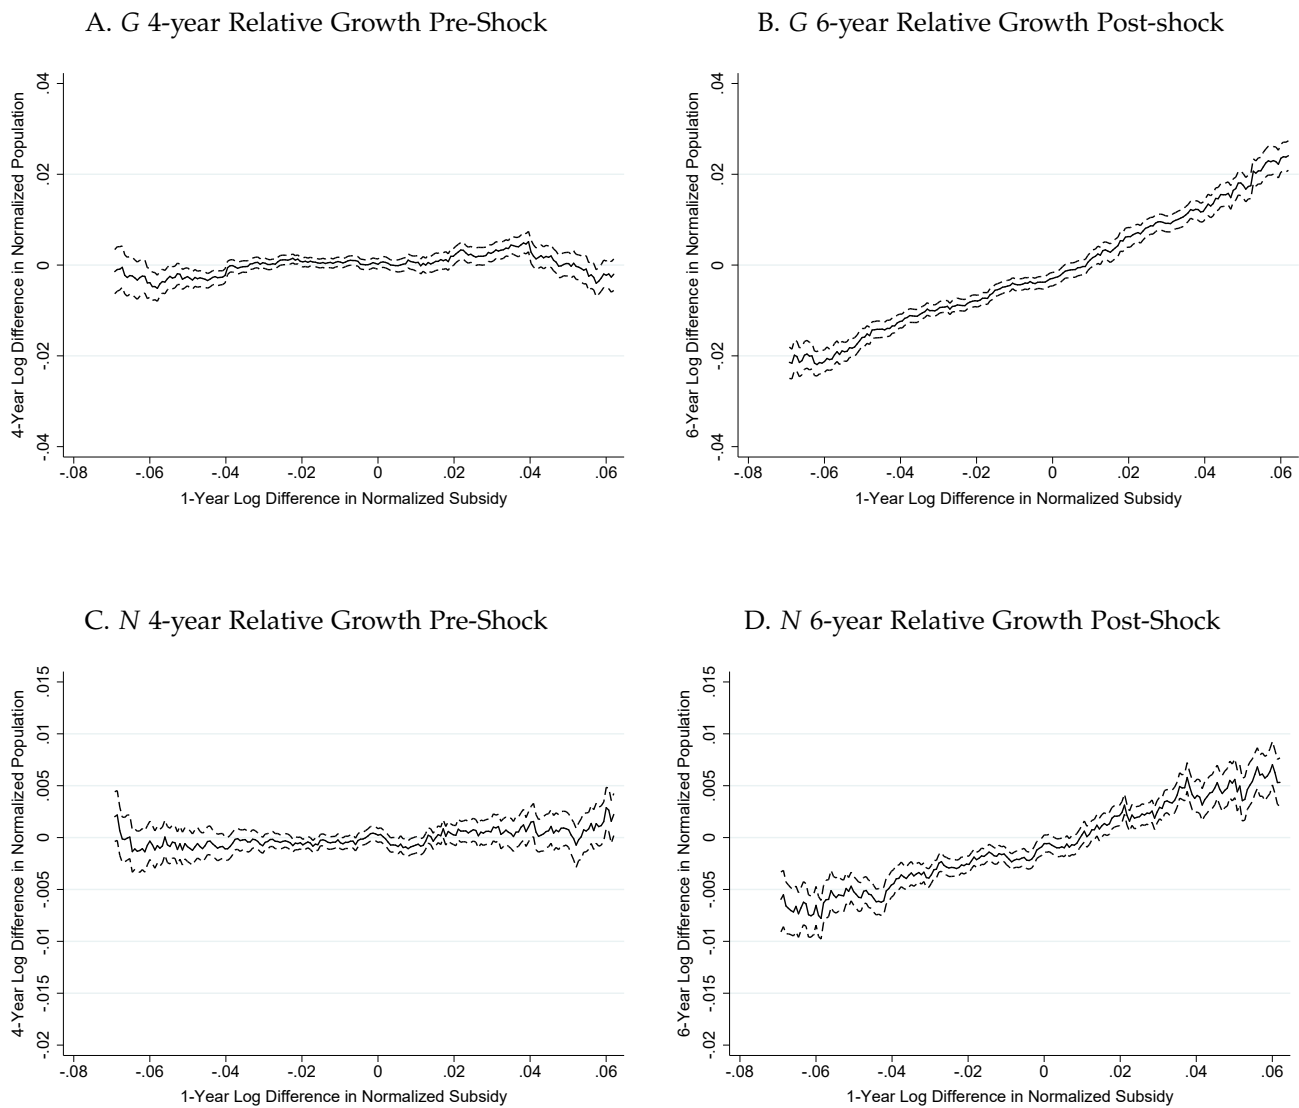 A. G 4-year Relative Growth Pre-Shock
4-Year Log Difference in Normalized Population
.04
.02
0
-.02
-.04
-.08 -.06 -.04 -.02 0 .02 .04 .06
1-Year Log Difference in Normalized Subsidy
B. G 6-year Relative Growth Post-shock
6-Year Log Difference in Normalized Population
.04
.02
0
-.02
-.04
-.08 -.06 -.04 -.02 0 .02 .04 .06
1-Year Log Difference in Normalized Subsidy
C. N 4-year Relative Growth Pre-Shock
4-Year Log Difference in Normalized Population
.015
.01
.005
0
-.005
-.01
-.015
-.02
-.08 -.06 -.04 -.02 0 .02 .04 .06
1-Year Log Difference in Normalized Subsidy
D. N 6-year Relative Growth Post-Shock
6-Year Log Difference in Normalized Population
.015
.01
.005
0
-.005
-.01
-.015
-.02
-.08 -.06 -.04 -.02 0 .02 .04 .06
1-Year Log Difference in Normalized Subsidy